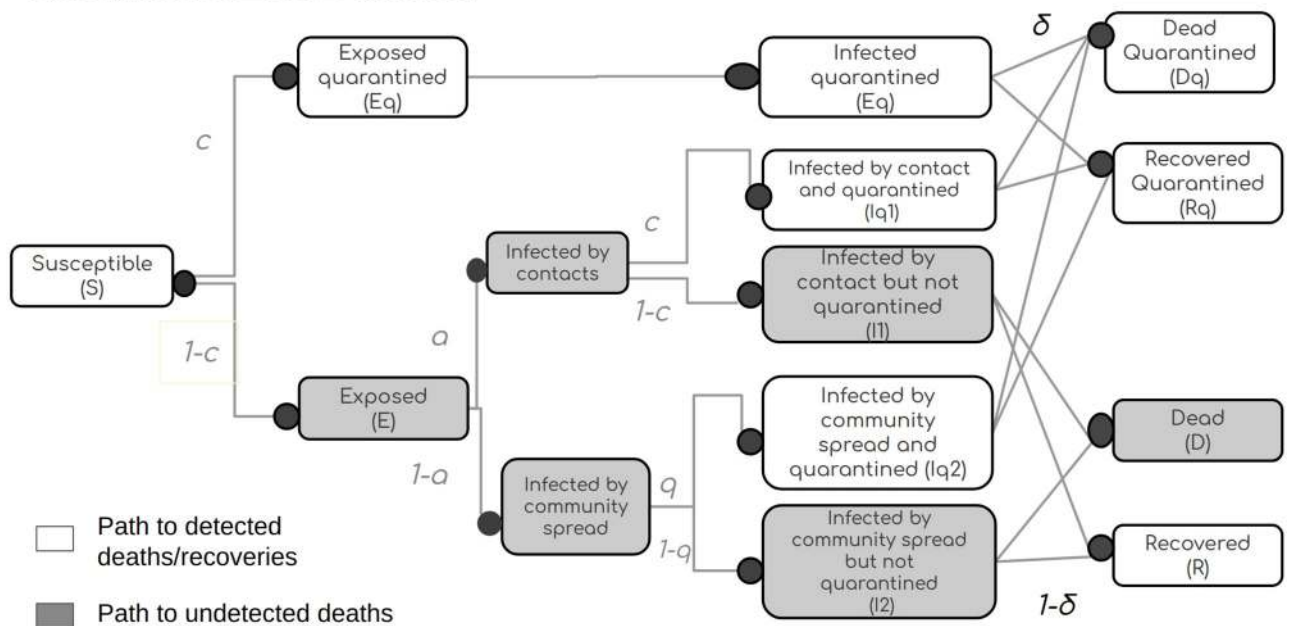 δ
Exposed
quarantined
(Eq)
Infected
quarantined
(Eq)
Dead
Quarantined
(Dq)
c
Infected by contact
and quarantined
(Iq1)
Recovered
Quarantined
(Rq)
Susceptible
(S)
Infected by
contacts
c
1-c
Infected by
contact but not
quarantined
(I1)
1-c
a
Exposed
(E)
1-a
Infected by
community
spread
q
1-q
Infected by
community
spread and
quarantined (Iq2)
Dead
(D)
Infected by
community spread
but not
quarantined
(I2)
Recovered
(R)
1-δ
Path to detected
deaths/recoveries
Path to undetected deaths